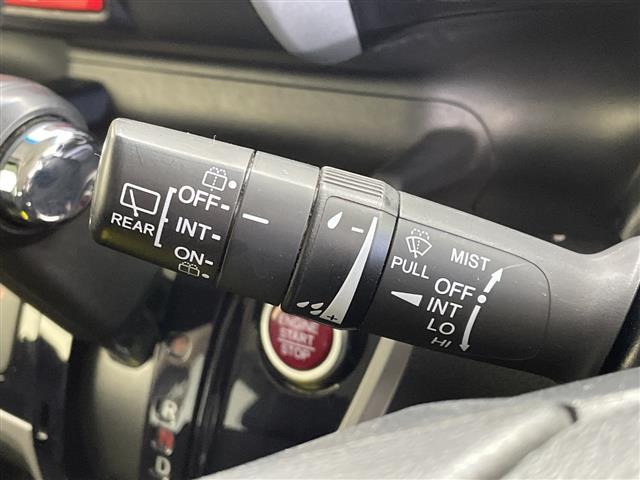 REAR
OFF
INT
ON
- 
+
PULL
MIST
OFF
INT
LO
HI
ENGINE
START
STOP
R
N
D